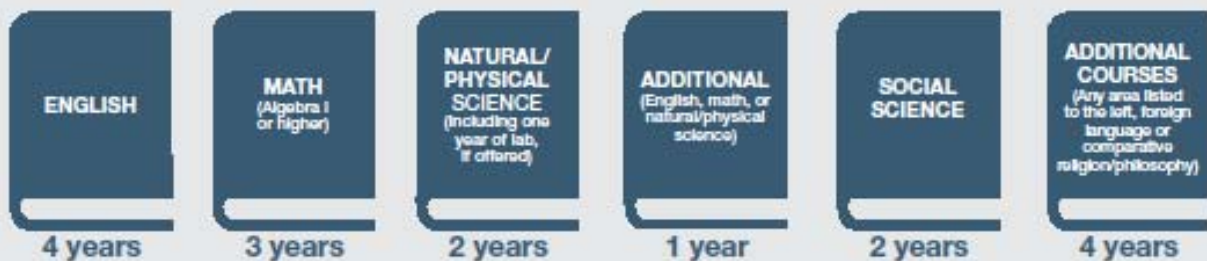 ENGLISH
4 years
MATH
(Algebra I
or higher)
3 years
NATURAL/
PHYSICAL
SCIENCE
(Including one
year of lab,
if offered)
2 years
ADDITIONAL
(English, math, or
natural/physical
science)
1 year
SOCIAL
SCIENCE
2 years
ADDITIONAL
COURSES
(Any area listed
to the left, foreign
language or
comparative
religion/philosophy)
4 years